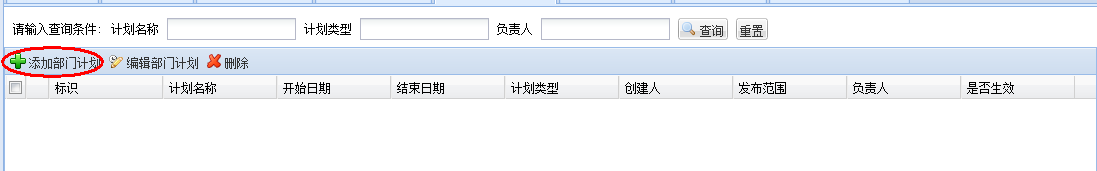 请输入查询条件: 计划名称 计划类型 负责人 查询 重置
添加部门计划 编辑部门计划 删除
标识 计划名称 开始日期 结束日期 计划类型 创建人 发布范围 负责人 是否生效